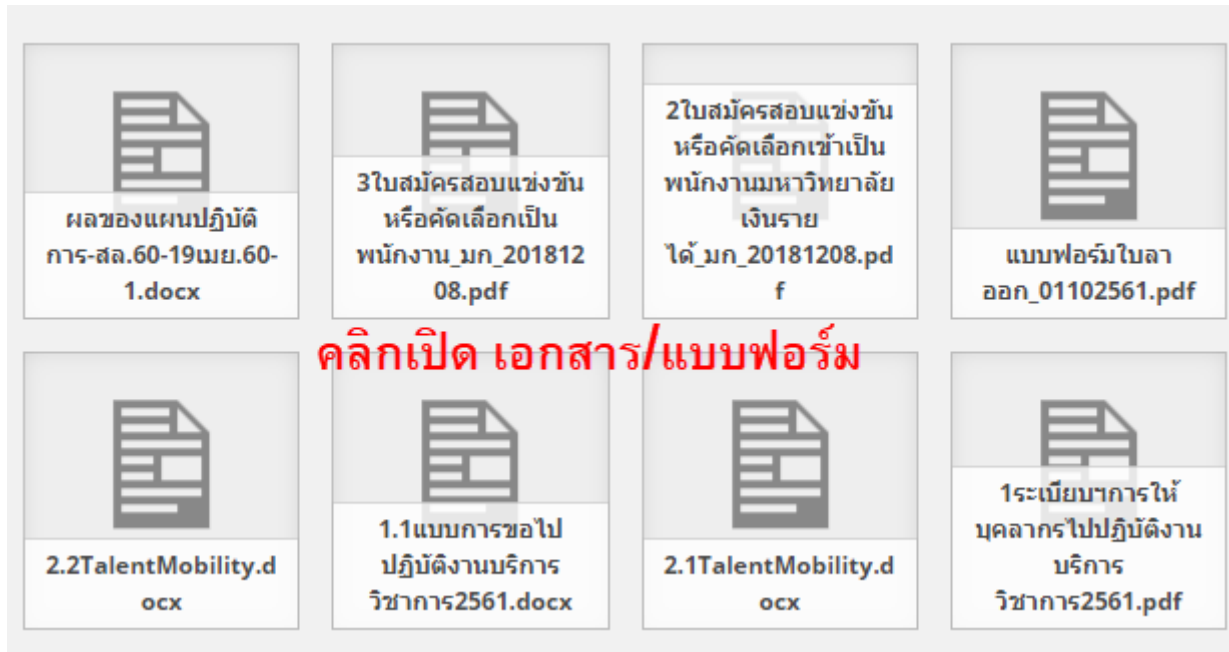 ผลของแผนปฏิบัติ
การ-สล.60-19เมย.60-
1.docx
3ใบสมัครสอบแข่งขัน
หรือคัดเลือกเป็น
พนักงาน_มก_201812
08.pdf
2ใบสมัครสอบแข่งขัน
หรือคัดเลือกเข้าเป็น
พนักงานมหาวิทยาลัย
เงินราย
ได้_มก_20181208.pd
f
แบบฟอร์มใบลา
ออก_01102561.pdf
คลิกเปิด เอกสาร/แบบฟอร์ม
2.2TalentMobility.d
ocx
1.1แบบการขอไป
ปฏิบัติงานบริการ
วิชาการ2561.docx
2.1TalentMobility.d
ocx
1ระเบียบฯการให้
บุคลากรไปปฏิบัติงาน
บริการ
วิชาการ2561.pdf